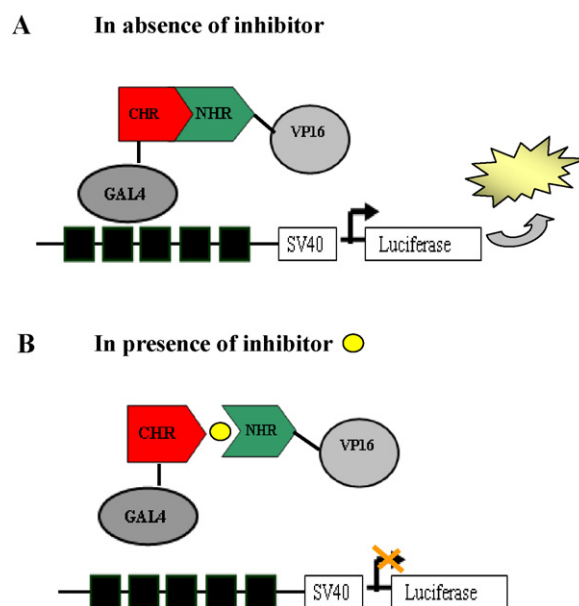 A In absence of inhibitor
CHR NHR
VP16
GAL4
SV40 Luciferase
B In presence of inhibitor
CHR NHR
VP16
GAL4
SV40 Luciferase